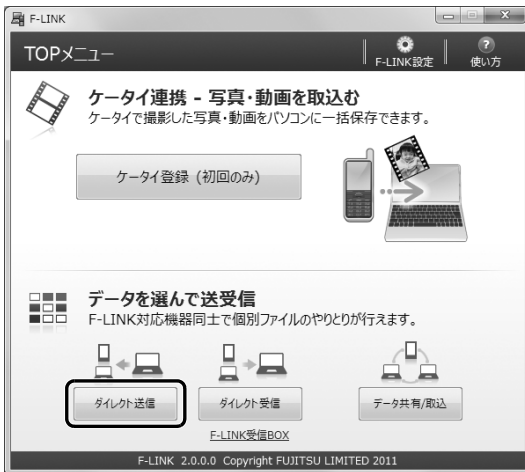 F-LINK
TOPメニュー
F-LINK設定
?
使い方
ケータイ連携 - 写真・動画を取込む
ケータイで撮影した写真・動画をパソコンに一括保存できます。
ケータイ登録 (初回のみ)
データを選んで送受信
F-LINK対応機器同士で個別ファイルのやりとりが行えます。
ダイレクト送信
ダイレクト受信
データ共有/取込
F-LINK受信BOX
F-LINK 2.0.0.0 Copyright FUJITSU LIMITED 2011